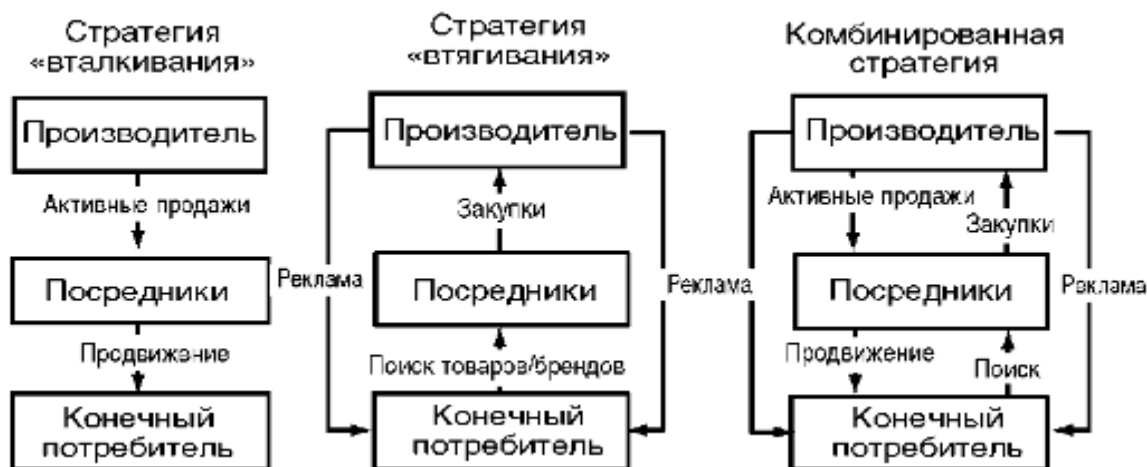 Стратегия
«вталкивания»
Производитель
Активные продажи
Посредники
Продвижение
Конечный
потребитель
Стратегия
«втягивания»
Производитель
Закупки
Реклама
Посредники
Реклама
Поиск товаров/брендов
Конечный
потребитель
Комбинированная
стратегия
Производитель
Активные продажи
Закупки
Посредники
Реклама
Продвижение
Поиск
Конечный
потребитель